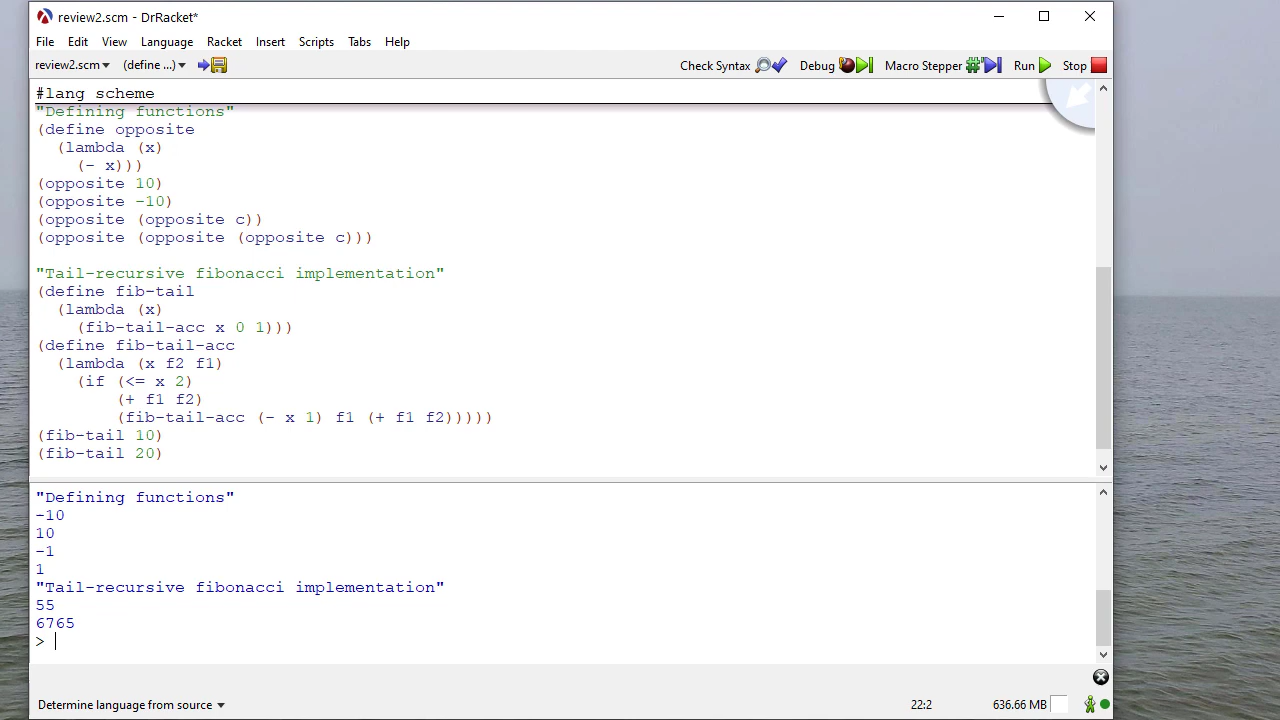 review2.scm - DrRacket*
File Edit View Language Racket Insert Scripts Tabs Help
review2.scm (define ...) Check Syntax Debug Macro Stepper Run Stop
#lang scheme
"Defining functions"
(define opposite
  (lambda (x)
    (- x)))
(opposite 10)
(opposite -10)
(opposite (opposite c))
(opposite (opposite (opposite c)))
"Tail-recursive fibonacci implementation"
(define fib-tail
  (lambda (x)
    (fib-tail-acc x 0 1)))
(define fib-tail-acc
  (lambda (x f2 f1)
    (if (<= x 2)
        (+ f1 f2)
        (fib-tail-acc (- x 1) f1 (+ f1 f2)))))
(fib-tail 10)
(fib-tail 20)
"Defining functions"
-10
10
-1
1
"Tail-recursive fibonacci implementation"
55
6765
>
Determine language from source 22:2 636.66 MB